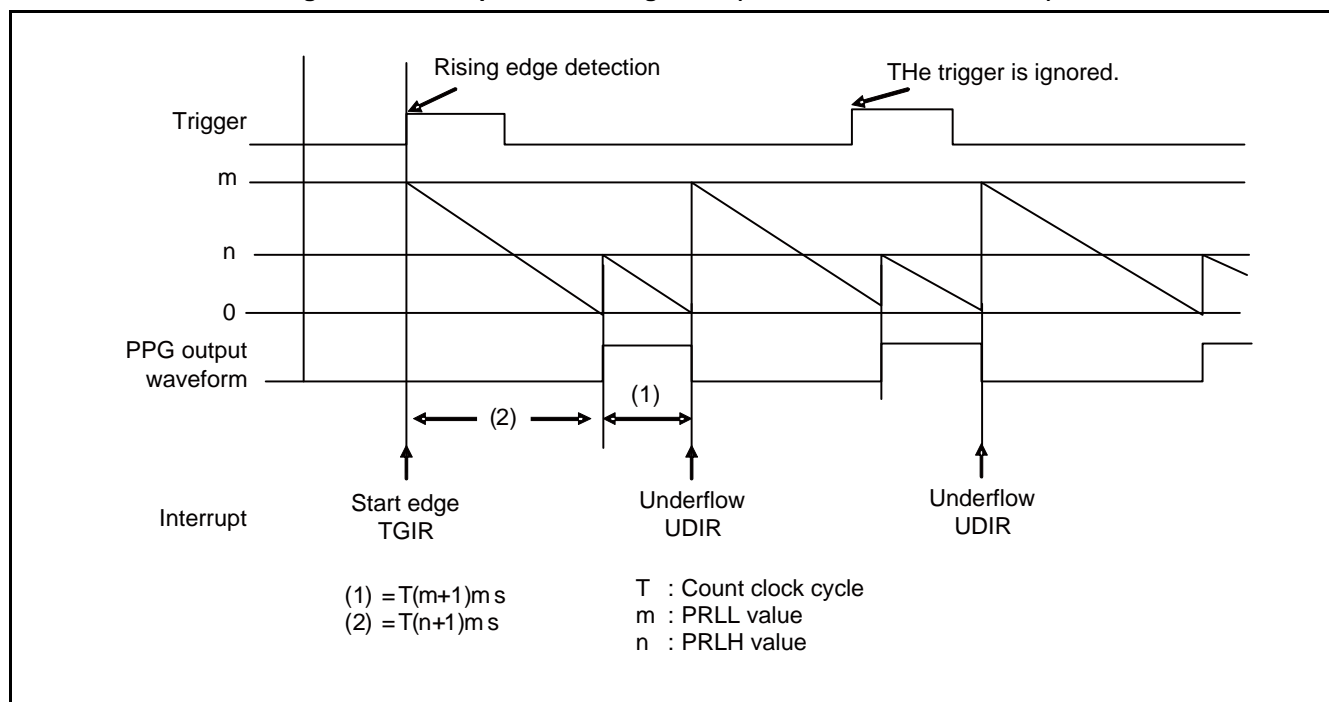 Rising edge detection
THe trigger is ignored.
Trigger
m
n
0
PPG output
waveform
(1)
(2)
Interrupt
Start edge
TGIR
Underflow
UDIR
Underflow
UDIR
(1) =T(m+1)m s
(2) =T(n+1)m s
T : Count clock cycle
m : PRLL value
n : PRLH value